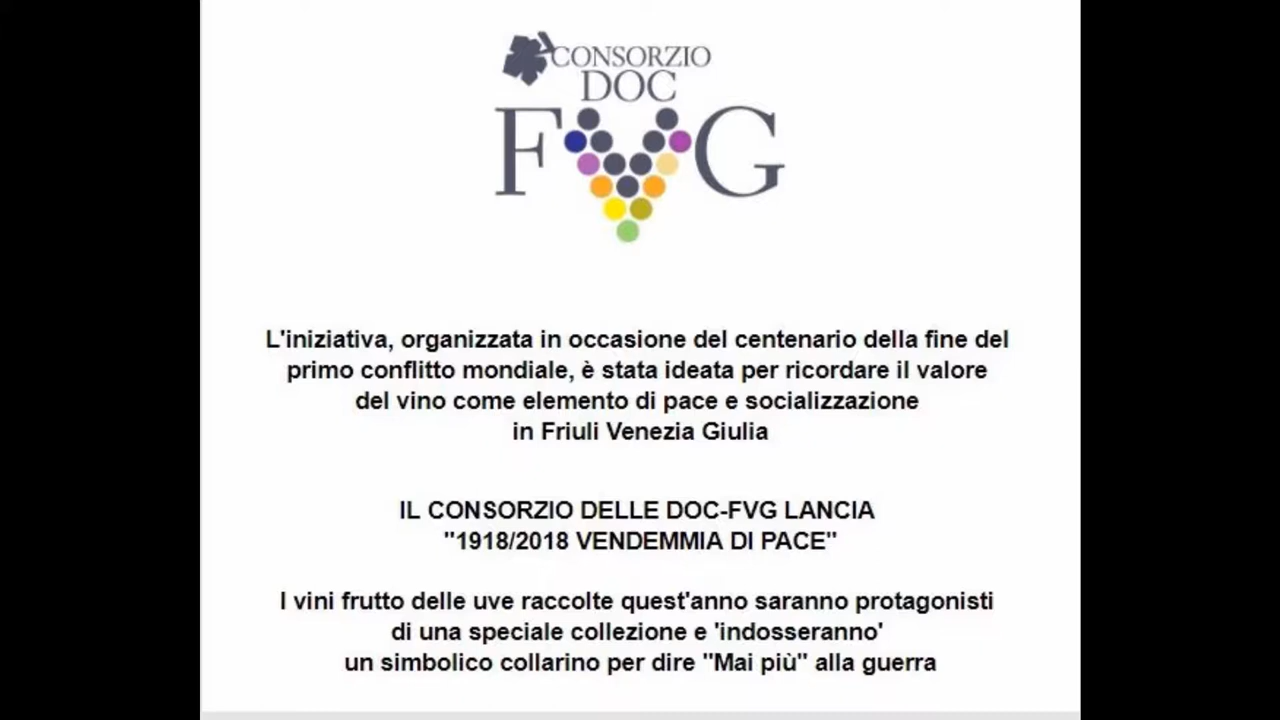 CONSORZIO
DOC
FVG
L'iniziativa, organizzata in occasione del centenario della fine del
primo conflitto mondiale, è stata ideata per ricordare il valore
del vino come elemento di pace e socializzazione
in Friuli Venezia Giulia
IL CONSORZIO DELLE DOC-FVG LANCIA
"1918/2018 VENDEMMIA DI PACE"
I vini frutto delle uve raccolte quest'anno saranno protagonisti
di una speciale collezione e 'indosseranno'
un simbolico collarino per dire "Mai più" alla guerra